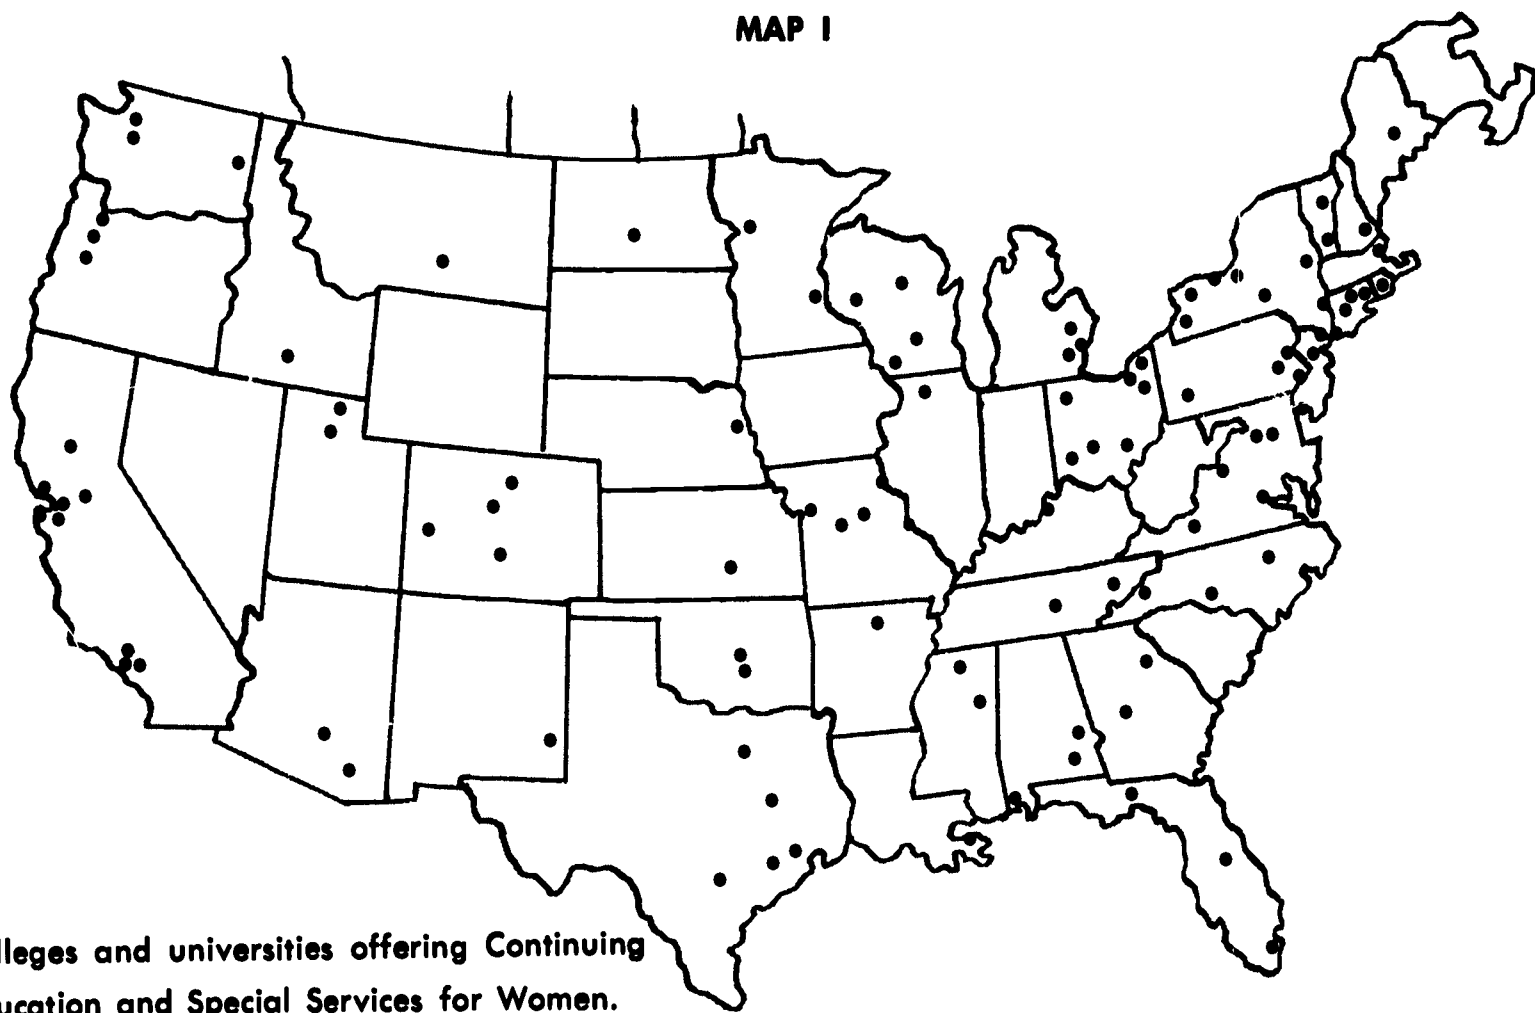 MAP I
lleges and universities offering Continuing
ucation and Special Services for Women.